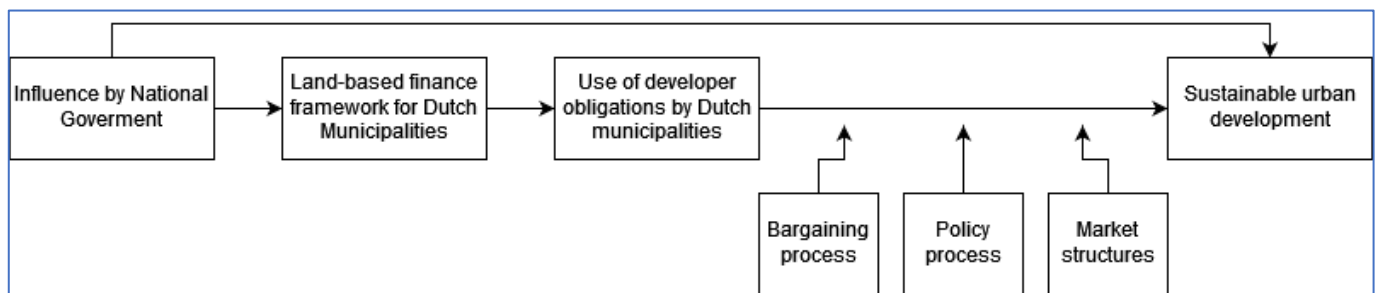 Influence by National
Goverment
Land-based finance
framework for Dutch
Municipalities
Use of developer
obligations by Dutch
municipalities
Sustainable urban
development
Bargaining
process
Policy
process
Market
structures